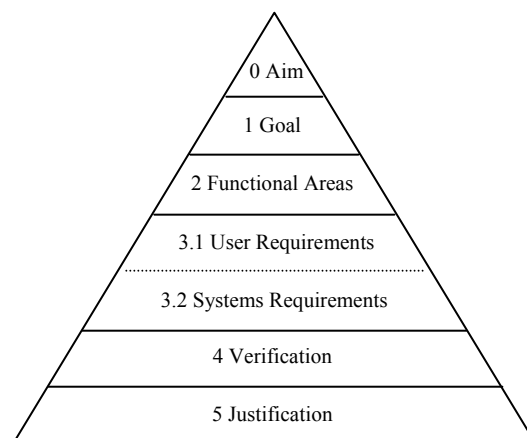 0 Aim
1 Goal
2 Functional Areas
3.1 User Requirements
3.2 Systems Requirements
4 Verification
5 Justification